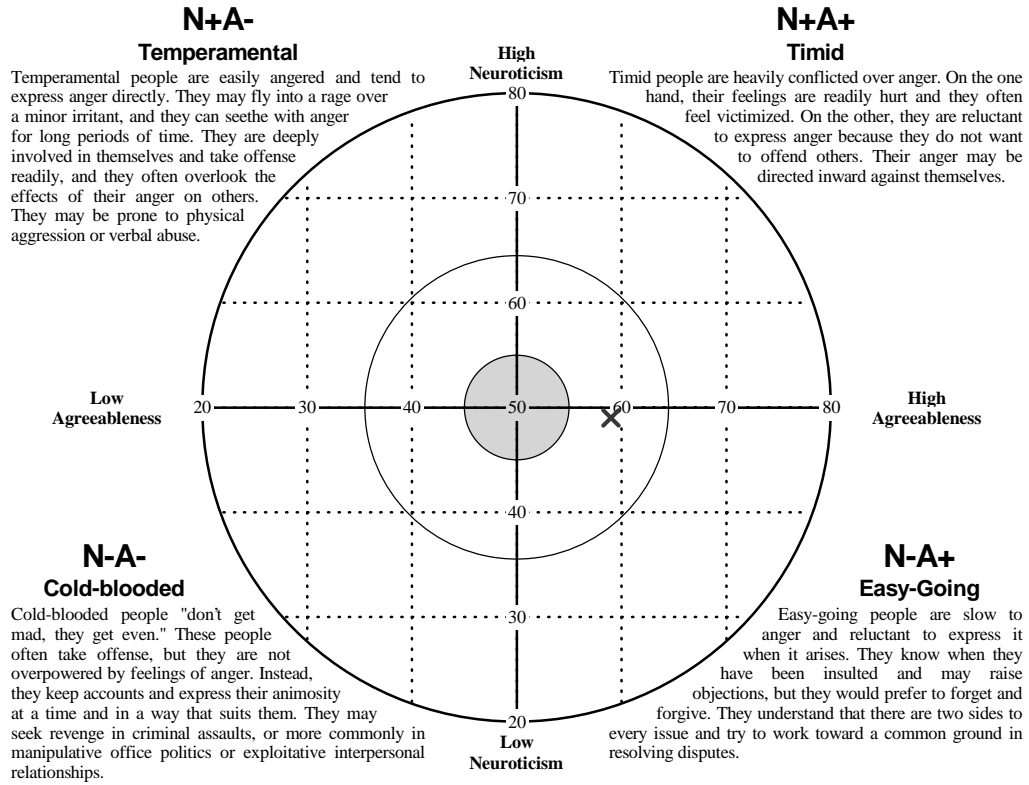 N+A-
Temperamental
Temperamental people are easily angered and tend to
express anger directly. They may fly into a rage over
a minor irritant, and they can seethe with anger
for long periods of time. They are deeply
involved in themselves and take offense
readily, and they often overlook the
effects of their anger on others.
They may be prone to physical
aggression or verbal abuse.
High
Neuroticism
N+A+
Timid
Timid people are heavily conflicted over anger. On the one
hand, their feelings are readily hurt and they often
feel victimized. On the other, they are reluctant
to express anger because they do not want
to offend others. Their anger may be
directed inward against themselves.
80
70
60
Low
Agreeableness
20 30 40 50 60 70 80
High
Agreeableness
40
30
20
N-A-
Cold-blooded
Cold-blooded people "don't get
mad, they get even." These people
often take offense, but they are not
overpowered by feelings of anger. Instead,
they keep accounts and express their animosity
at a time and in a way that suits them. They may
seek revenge in criminal assaults, or more commonly in
manipulative office politics or exploitative interpersonal
relationships.
Low
Neuroticism
N-A+
Easy-Going
Easy-going people are slow to
anger and reluctant to express it
when it arises. They know when they
have been insulted and may raise
objections, but they would prefer to forget and
forgive. They understand that there are two sides to
every issue and try to work toward a common ground in
resolving disputes.